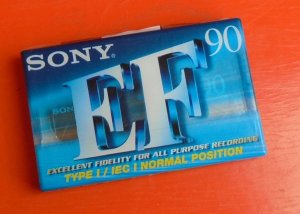 SONY
EF 90
EXCELLENT FIDELITY FOR ALL PURPOSE RECORDING
TYPE I / IEC I NORMAL POSITION